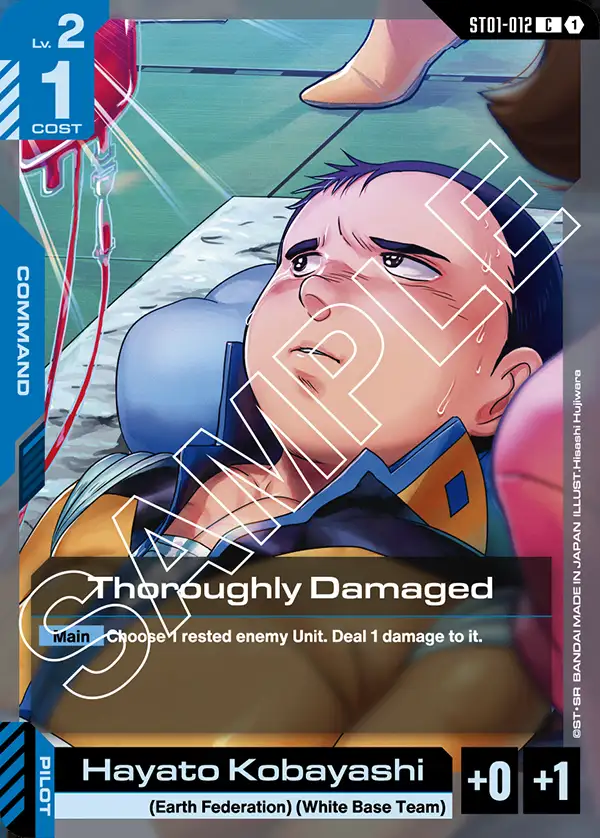 ST01-012 C 1
Lv. 2
1
COST
COMMAND
SAMPLE
Thoroughly Damaged
Main Choose 1 rested enemy Unit. Deal 1 damage to it.
©ST・SR BANDAI MADE IN JAPAN ILLUST.Hisashi Hujiwara
PILOT
Hayato Kobayashi
+0 +1
(Earth Federation) (White Base Team)